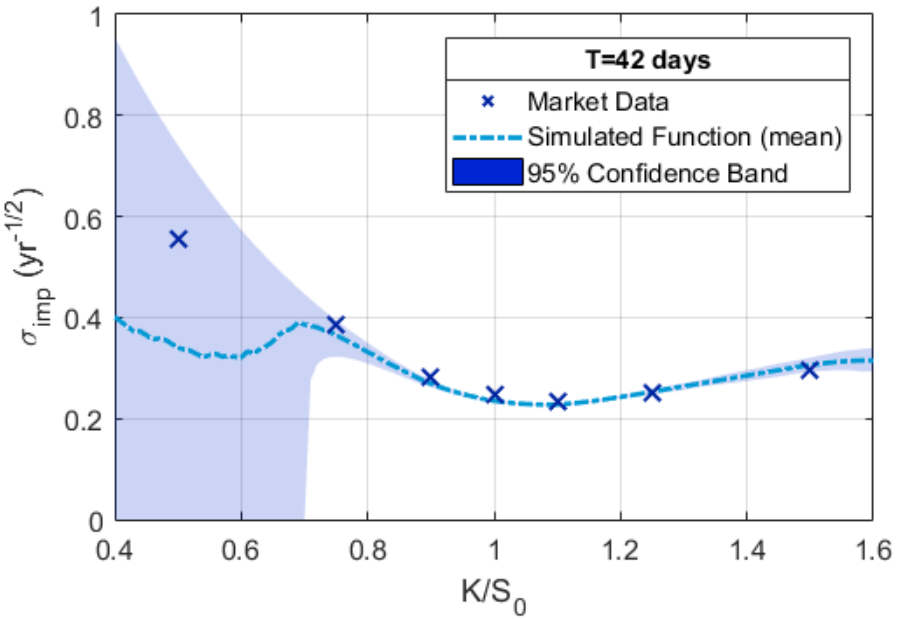 T=42 days
Market Data
Simulated Function (mean)
95% Confidence Band
1
0.8
0.6
0.4
0.2
0
σimp (yr-1/2)
0.4 0.6 0.8 1 1.2 1.4 1.6
K/S0